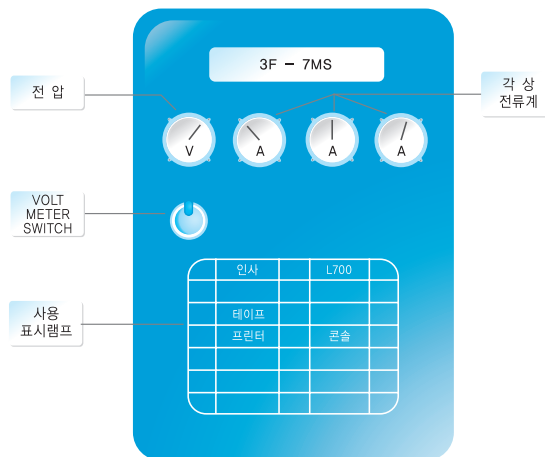 3F - 7MS
전 압
각 상
전류계
V
A
A
A
VOLT
METER
SWITCH
인사
L700
사용
표시램프
테이프
프린터
콘솔